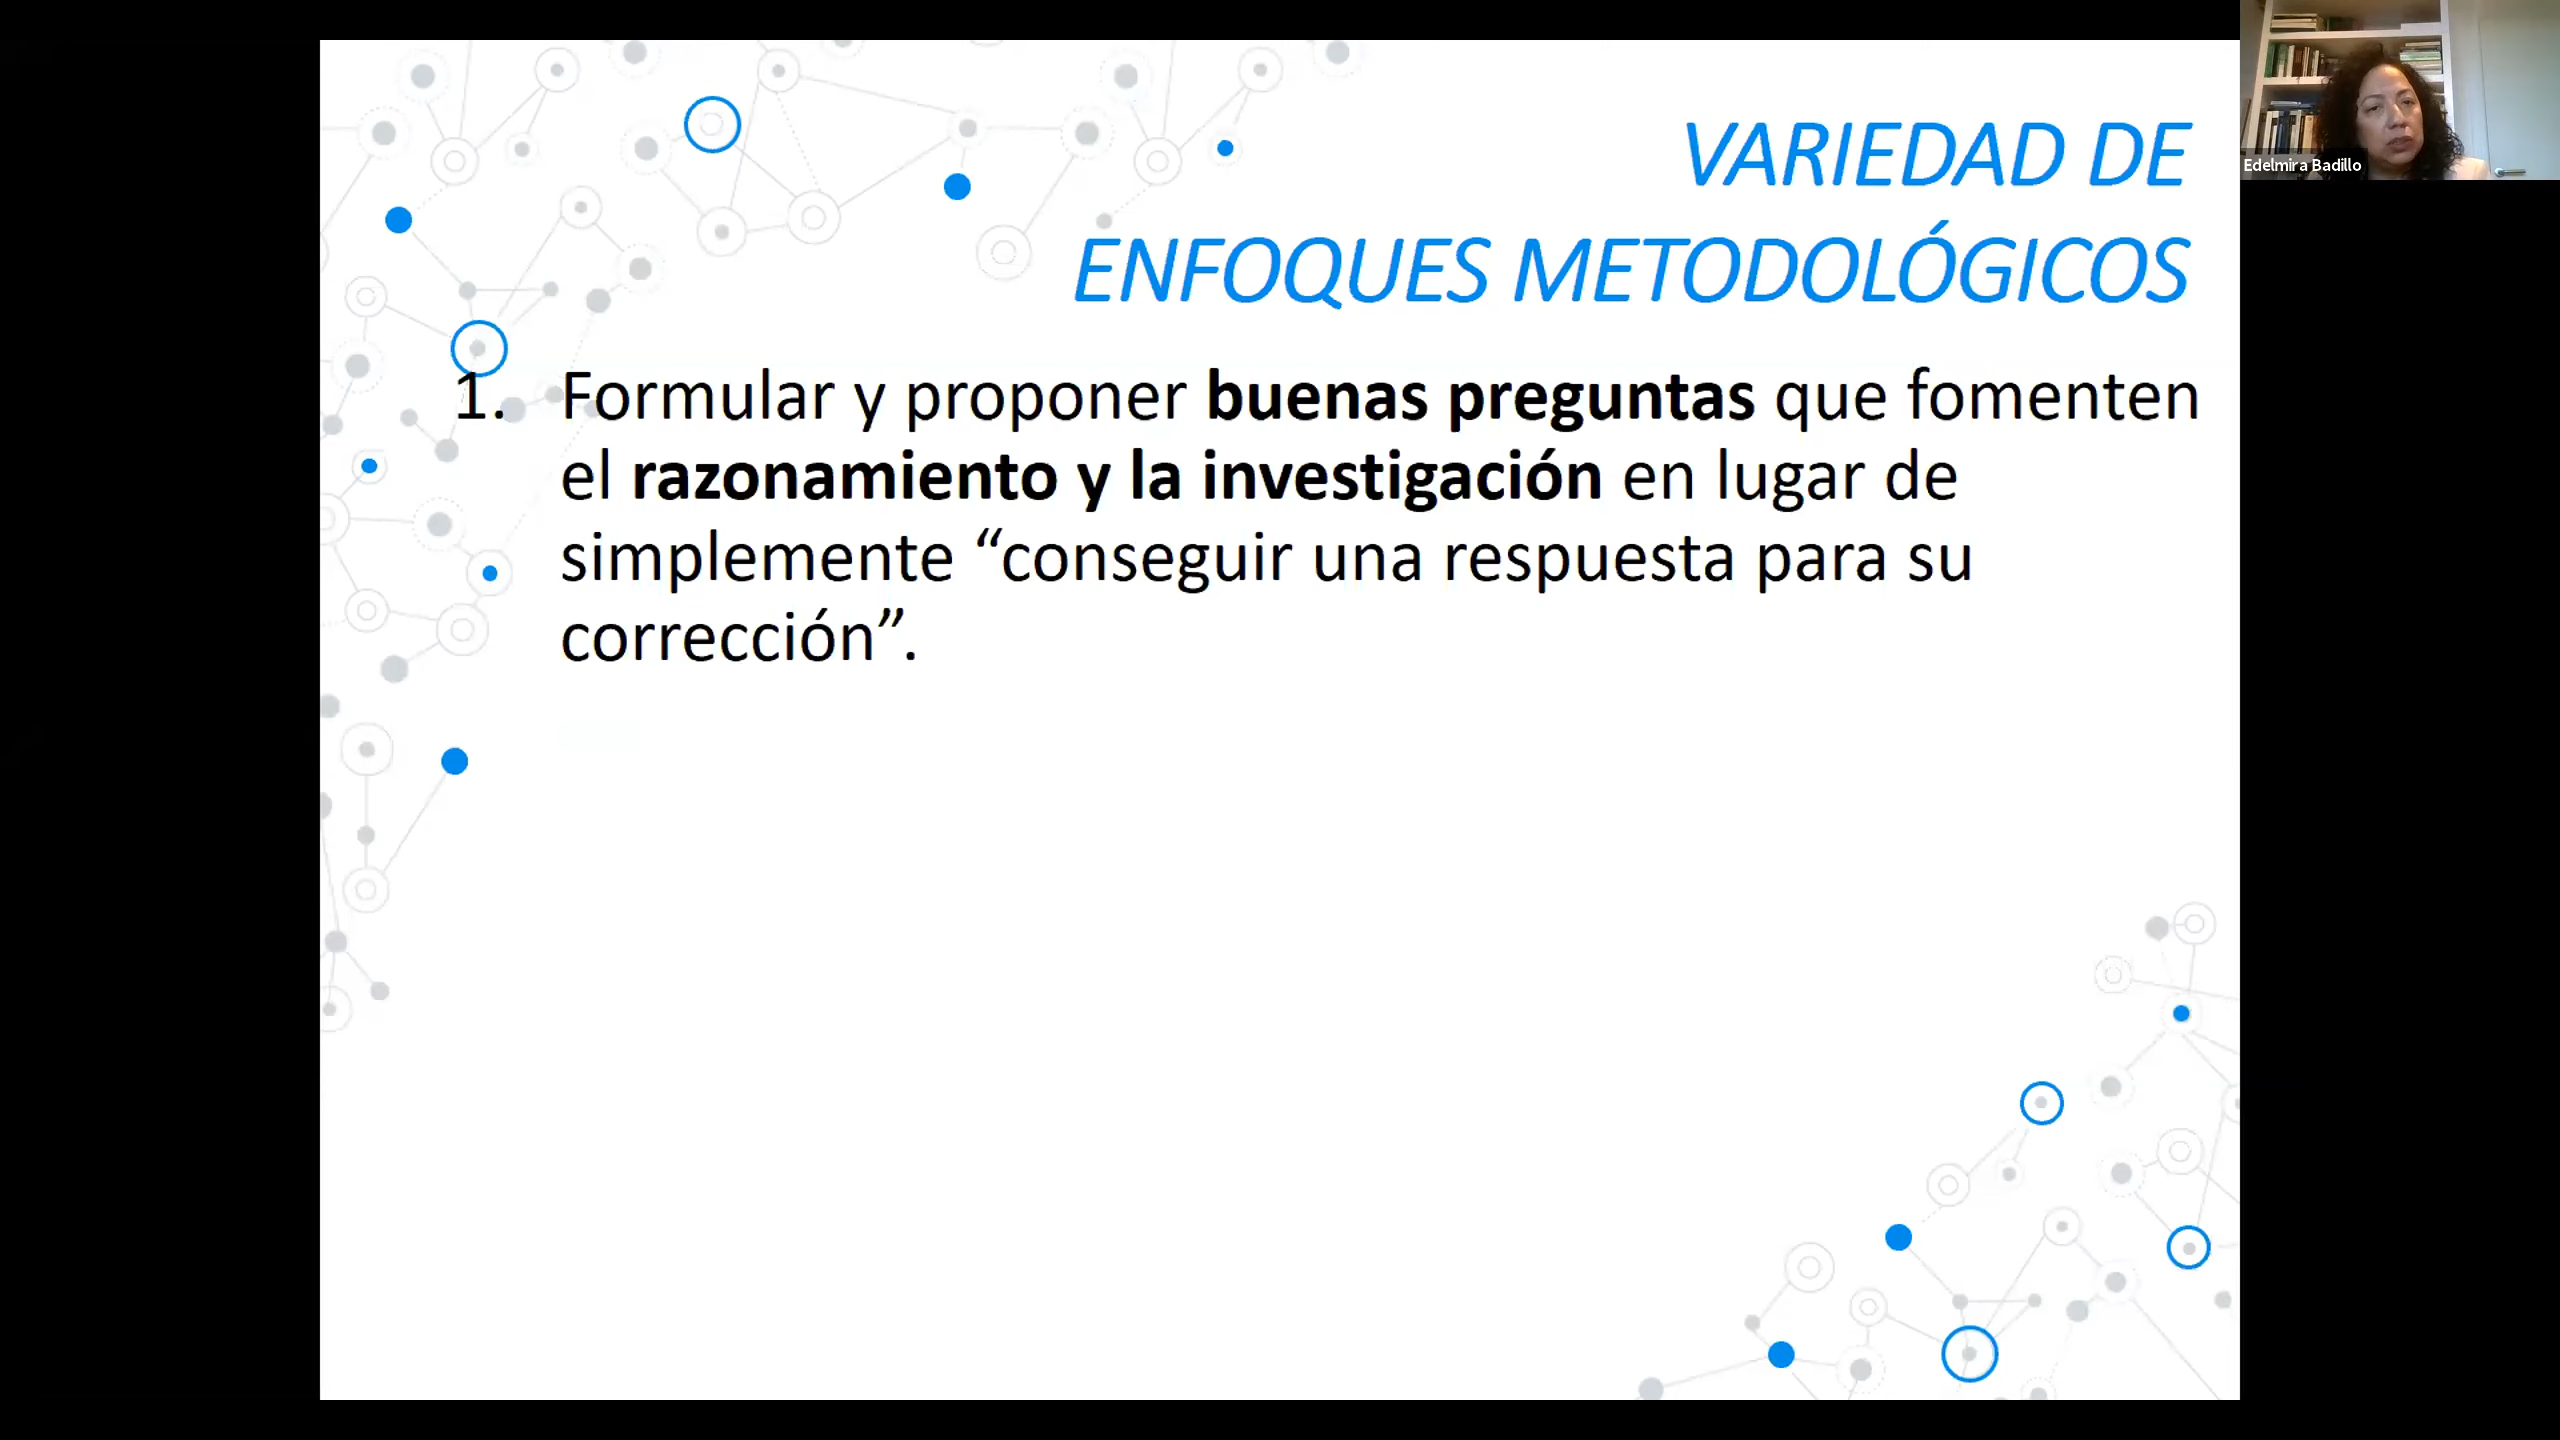 VARIEDAD DE
ENFOQUES METODOLÓGICOS
1. Formular y proponer buenas preguntas que fomenten
el razonamiento y la investigación en lugar de
simplemente “conseguir una respuesta para su
corrección”.
Edelmira Badillo